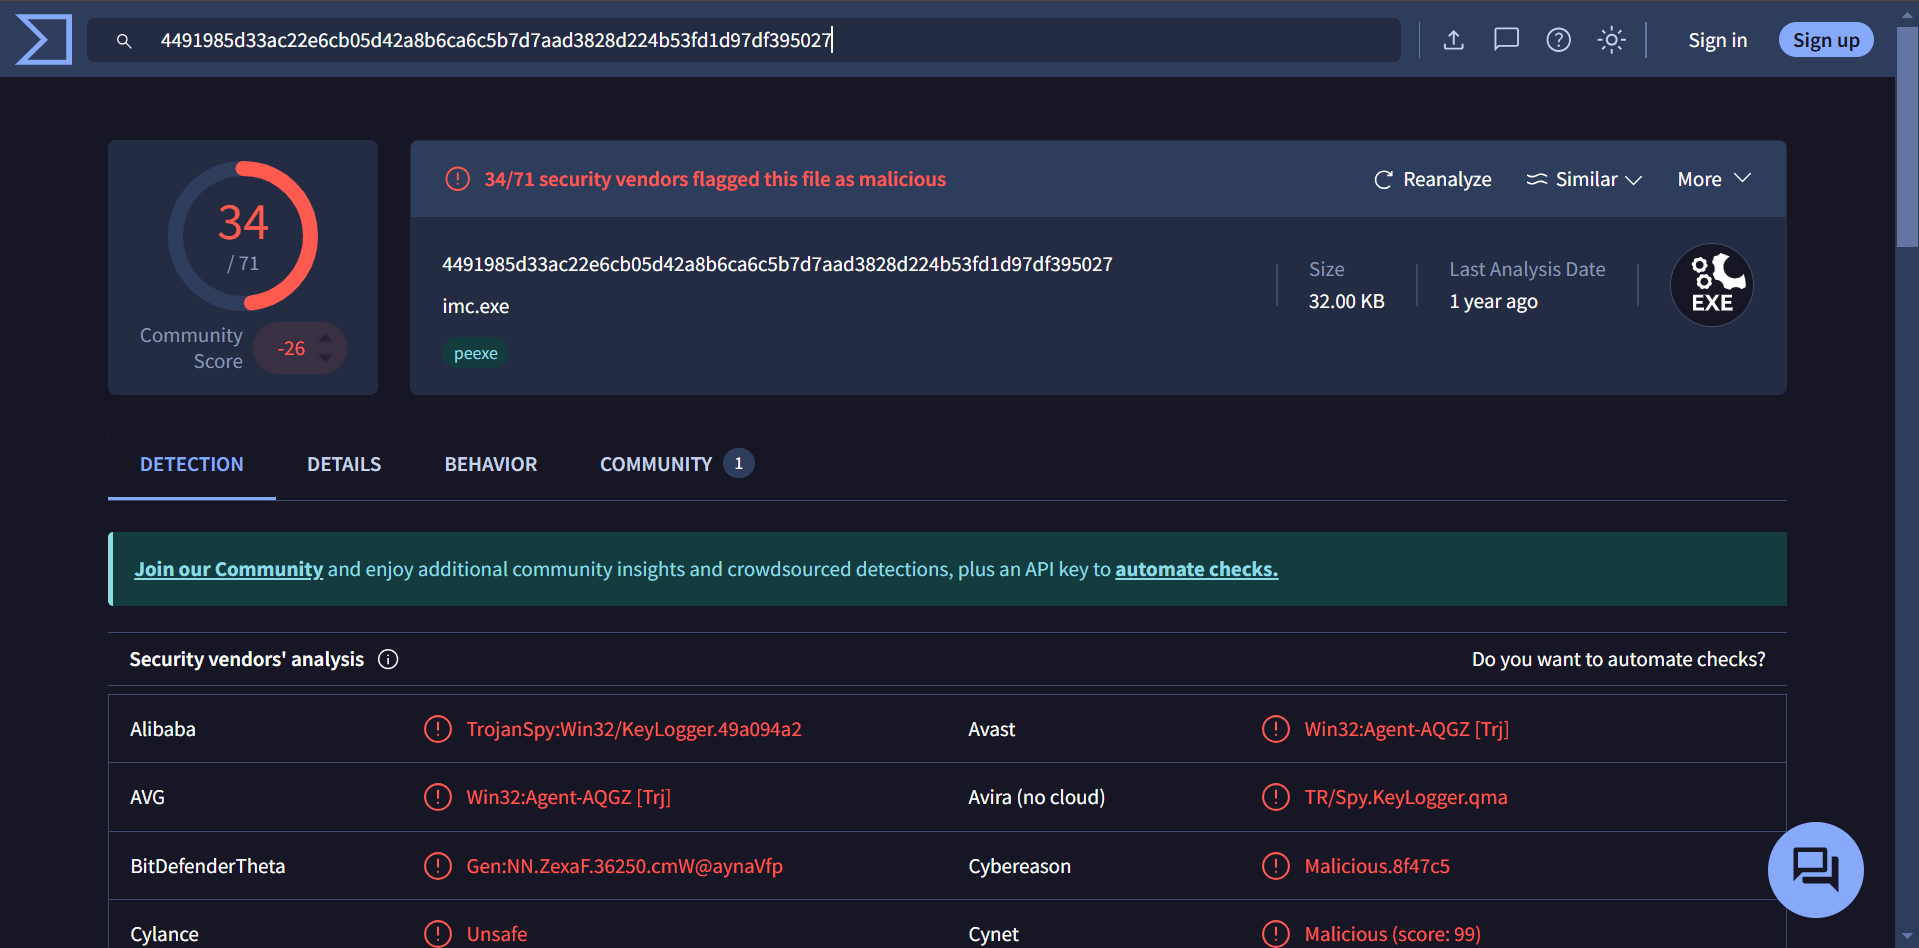 4491985d33ac22e6cb05d42a8b6ca6c5b7d7aad3828d224b53fd1d97df395027
Sign in
Sign up
34
/ 71
Community
Score
-26
34/71 security vendors flagged this file as malicious
Reanalyze
Similar
More
4491985d33ac22e6cb05d42a8b6ca6c5b7d7aad3828d224b53fd1d97df395027
imc.exe
peexe
Size
32.00 KB
Last Analysis Date
1 year ago
EXE
DETECTION
DETAILS
BEHAVIOR
COMMUNITY 1
Join our Community and enjoy additional community insights and crowdsourced detections, plus an API key to automate checks.
Security vendors' analysis
Do you want to automate checks?
Alibaba
TrojanSpy:Win32/KeyLogger.49a094a2
Avast
Win32:Agent-AQGZ [Trj]
AVG
Win32:Agent-AQGZ [Trj]
Avira (no cloud)
TR/Spy.KeyLogger.qma
BitDefenderTheta
Gen:NN.ZexaF.36250.cmW@aynaVfp
Cybereason
Malicious.8f47c5
Cylance
Unsafe
Cynet
Malicious (score: 99)